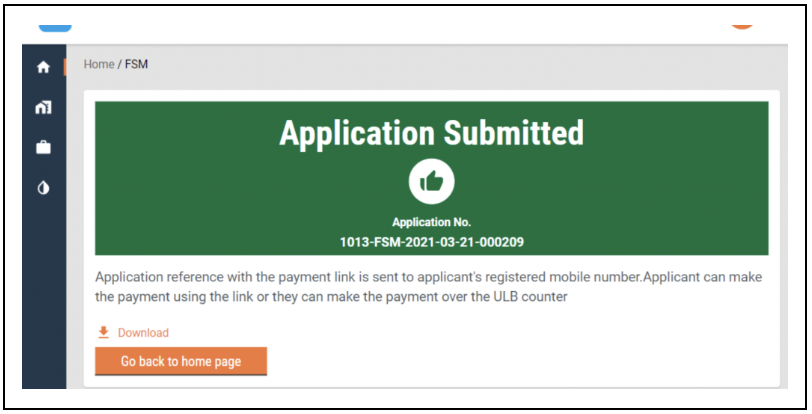 Home / FSM
Application Submitted
Application No.
1013-FSM-2021-03-21-000209
Application reference with the payment link is sent to applicant's registered mobile number.Applicant can make
the payment using the link or they can make the payment over the ULB counter
Download
Go back to home page